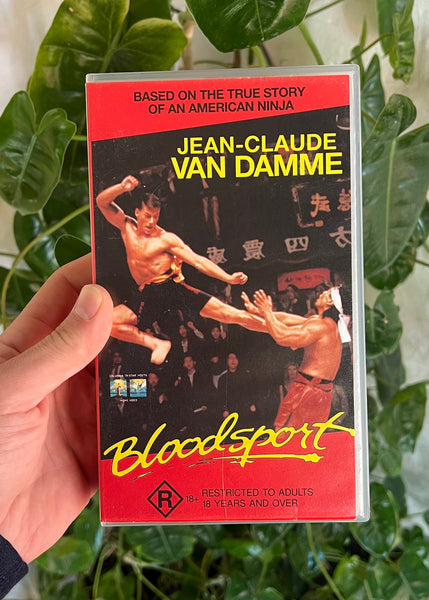 BASED ON THE TRUE STORY
OF AN AMERICAN NINJA
JEAN-CLAUDE
VAN DAMME
Bloodsport
R 18+
RESTRICTED TO ADULTS
18 YEARS AND OVER